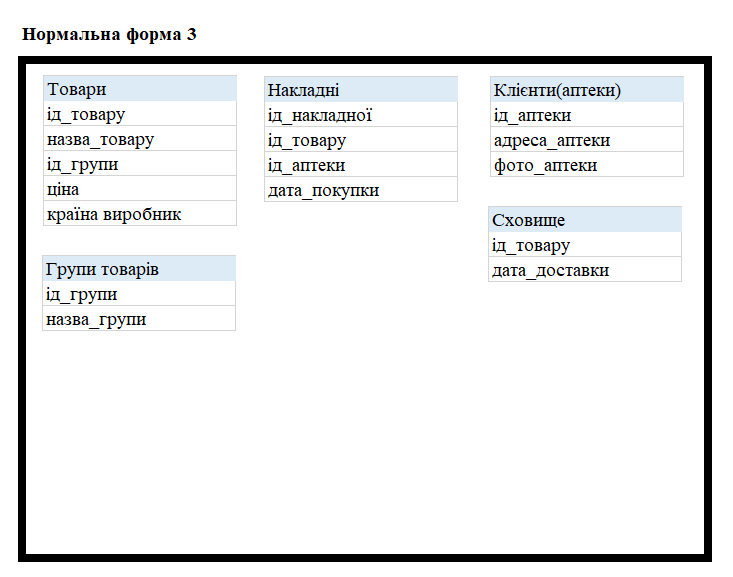 Нормальна форма 3
Товари
ід_товару
назва_товару
ід_групи
ціна
країна виробник
Групи товарів
ід_групи
назва_групи
Накладні
ід_накладної
ід_товару
ід_аптеки
дата_покупки
Клієнти(аптеки)
ід_аптеки
адреса_аптеки
фото_аптеки
Сховище
ід_товару
дата_доставки